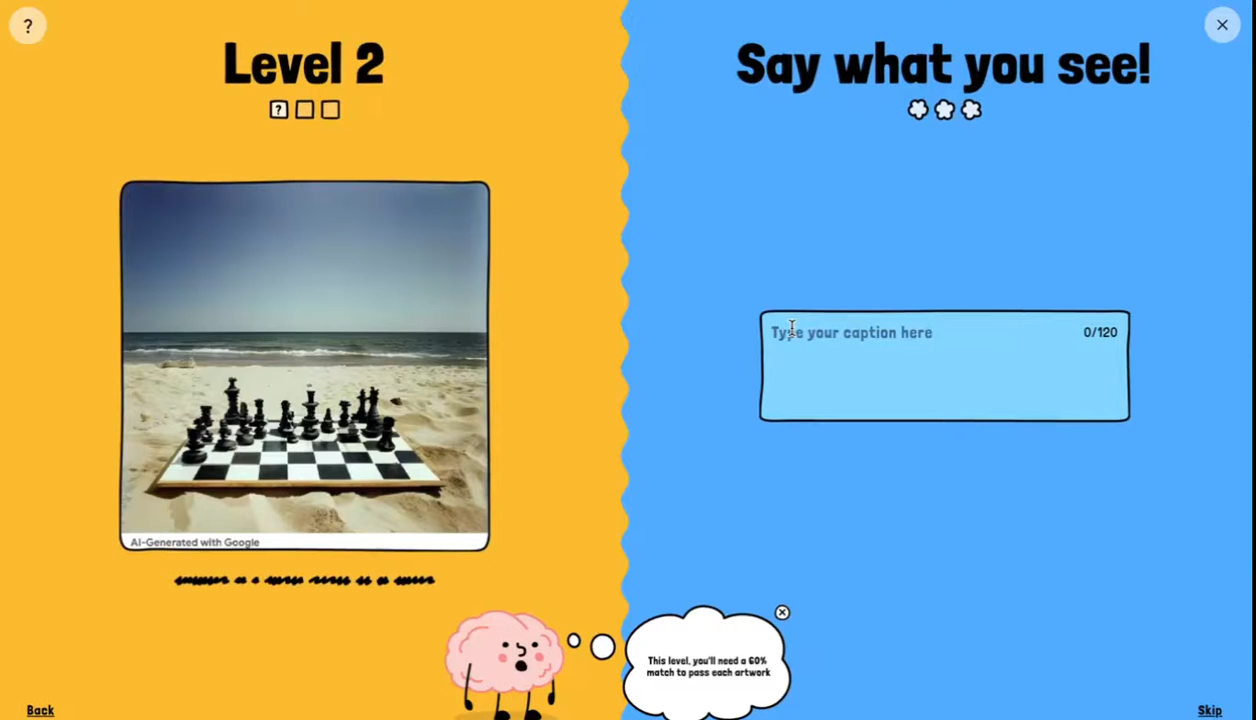 ?
×
Level 2
Say what you see!
?
Type your caption here
0/120
AI-Generated with Google
×
This level, you'll need a 60%
match to pass each artwork
Back
Skip